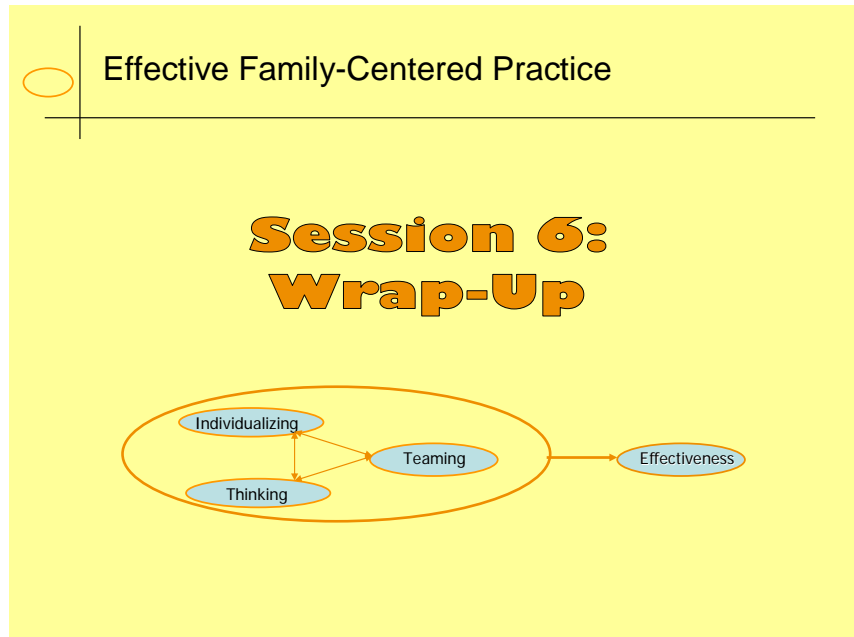 Effective Family-Centered Practice
Session 6:
Wrap-Up
Individualizing
Teaming
Effectiveness
Thinking